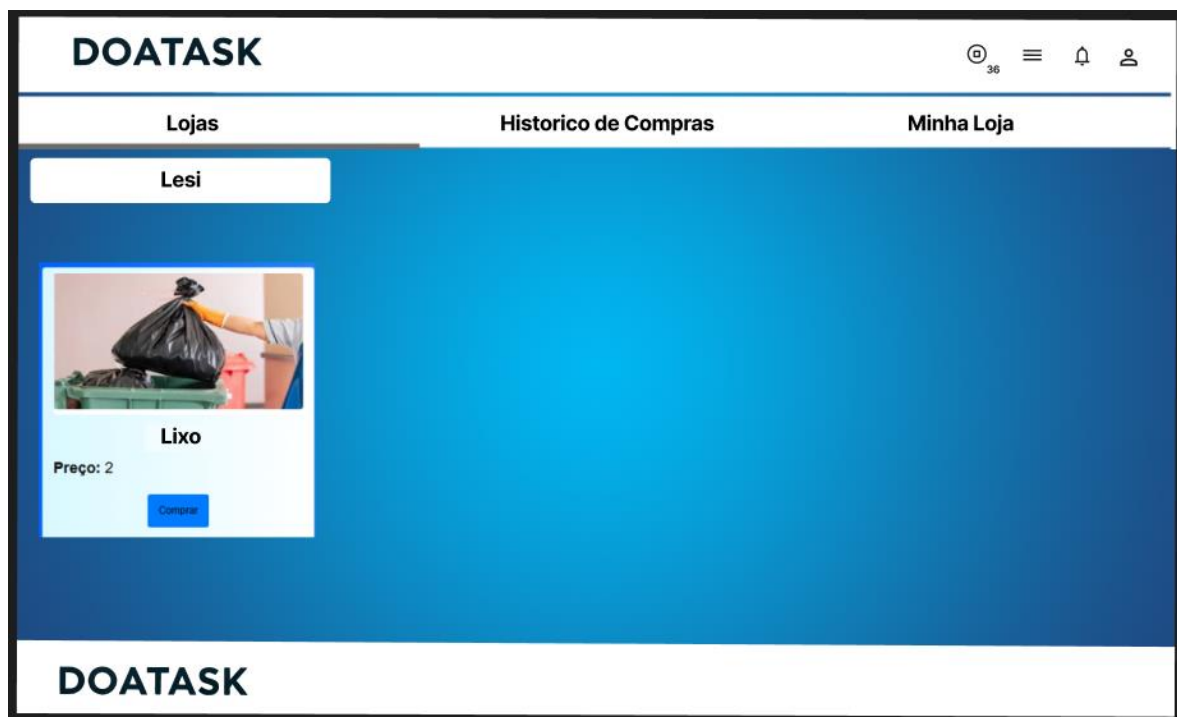 DOATASK
36
Lojas Historico de Compras Minha Loja
Lesi
Lixo
Preço: 2
Comprar
DOATASK